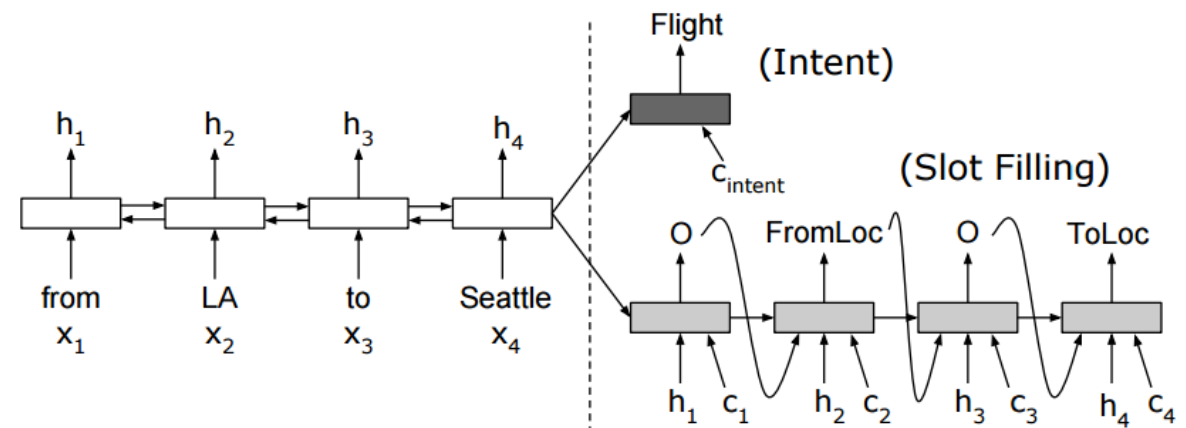 Flight
(Intent)
h1 h2 h3 h4
cintent
(Slot Filling)
O FromLoc O ToLoc
from LA to Seattle
x1 x2 x3 x4
h1 c1 h2 c2 h3 c3 h4 c4